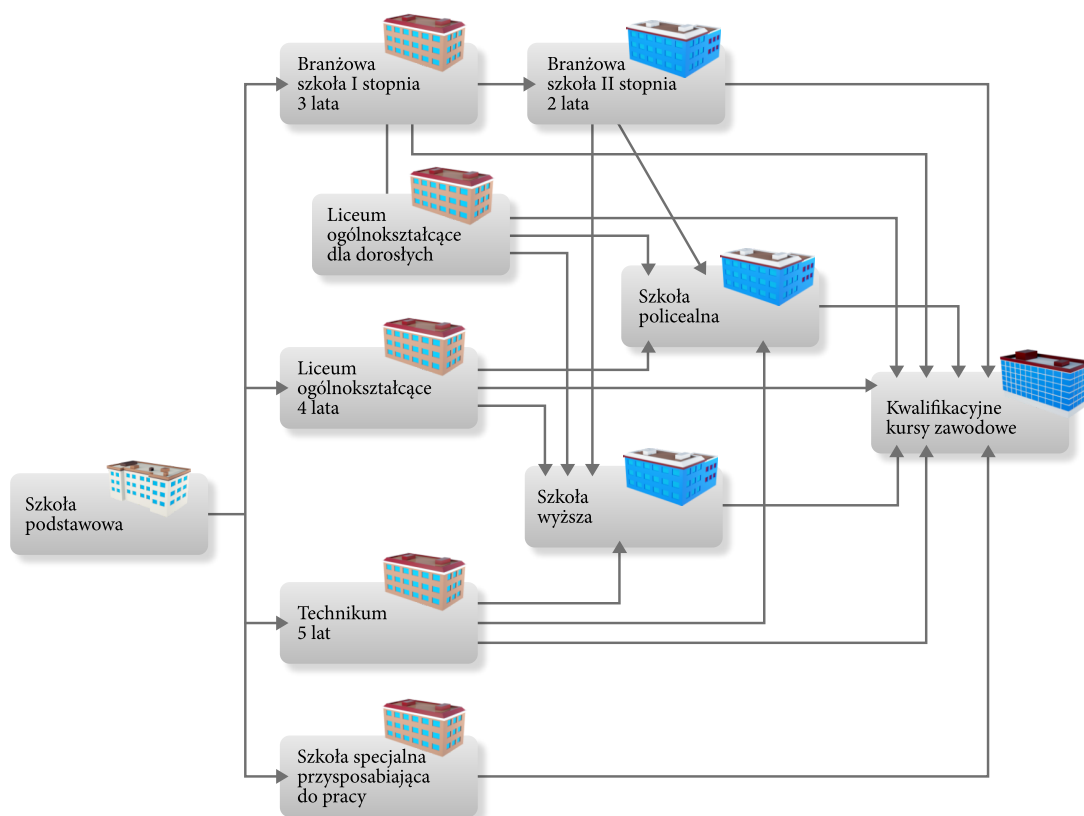 Branżowa
szkoła I stopnia
3 lata
Branżowa
szkoła II stopnia
2 lata
Liceum
ogólnokształcące
dla dorosłych
Szkoła
policealna
Liceum
ogólnokształcące
4 lata
Kwalifikacyjne
kursy zawodowe
Szkoła
podstawowa
Szkoła
wyższa
Technikum
5 lat
Szkoła specjalna
przysposabiająca
do pracy